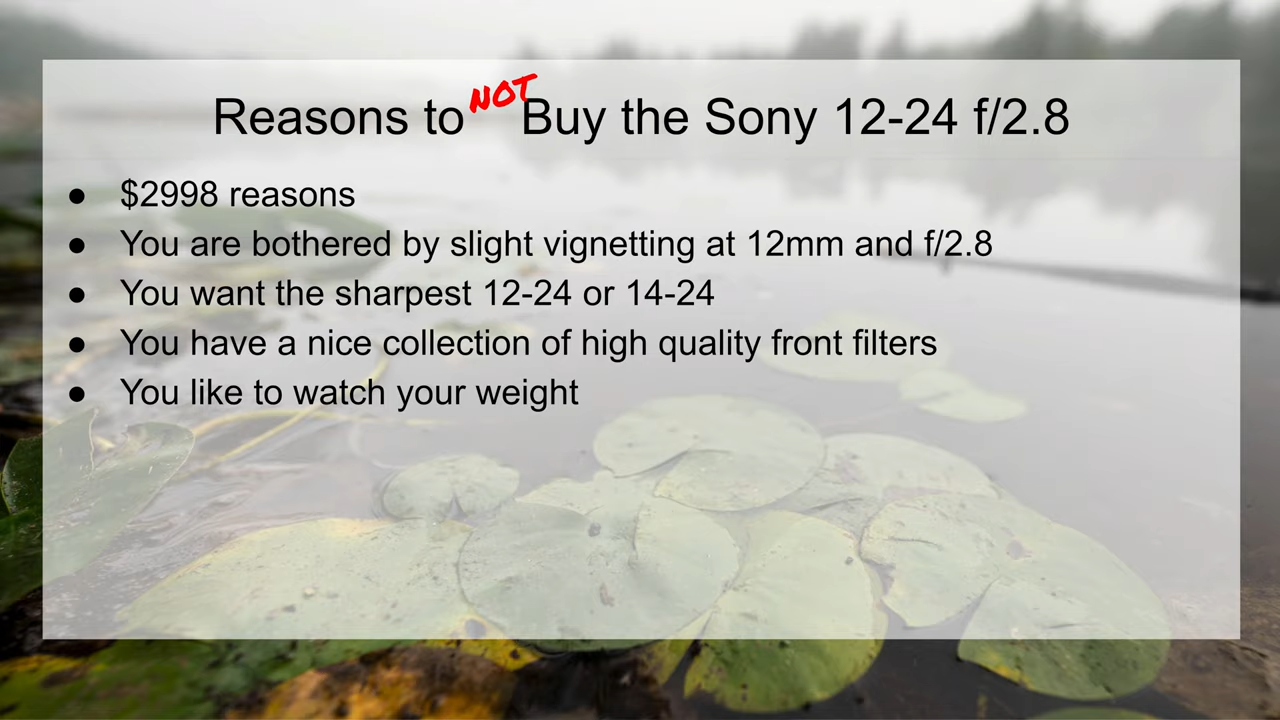 Reasons to NOT Buy the Sony 12-24 f/2.8
● $2998 reasons
● You are bothered by slight vignetting at 12mm and f/2.8
● You want the sharpest 12-24 or 14-24
● You have a nice collection of high quality front filters
● You like to watch your weight